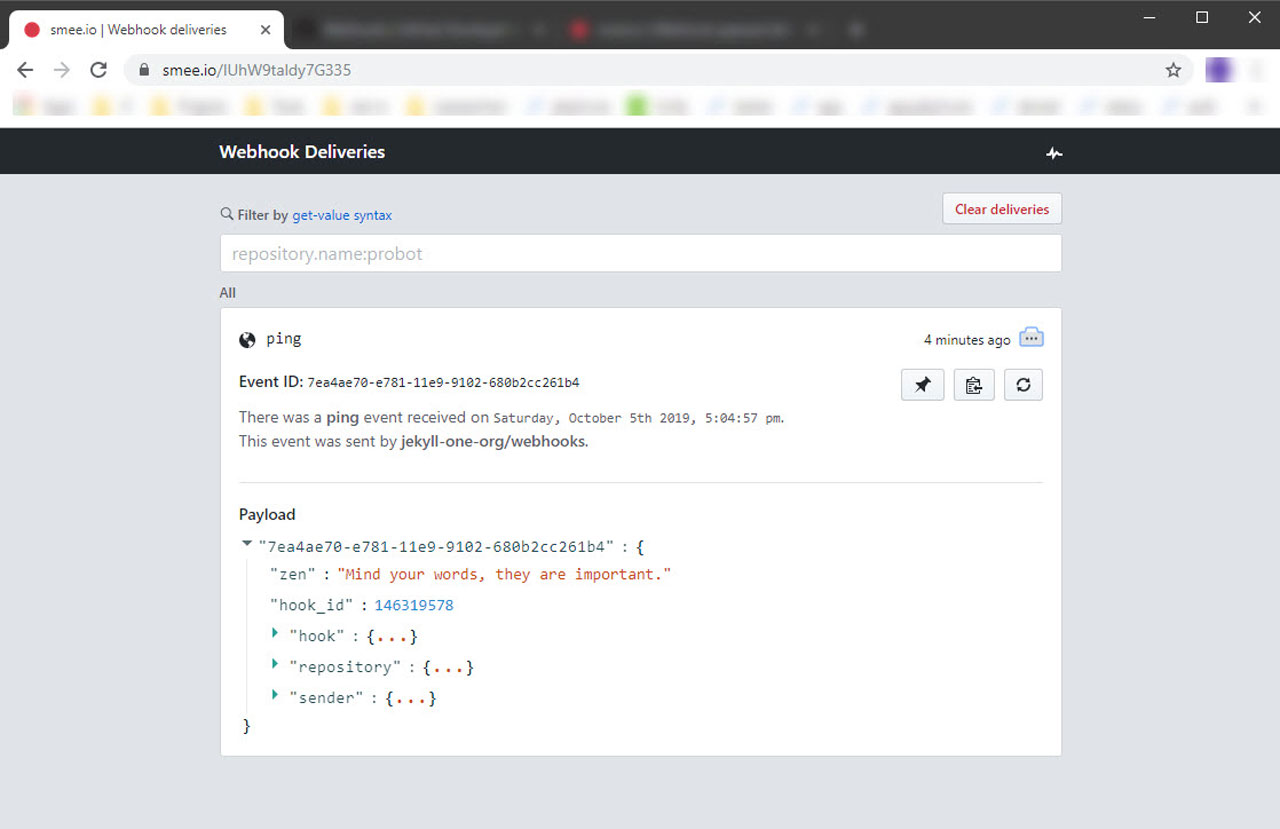 smee.io | Webhook deliveries
smee.io/IUhW9taldy7G335
Webhook Deliveries
Filter by get-value syntax
Clear deliveries
repository.name:probot
All
ping
4 minutes ago
Event ID: 7ea4ae70-e781-11e9-9102-680b2cc261b4
There was a ping event received on Saturday, October 5th 2019, 5:04:57 pm.
This event was sent by jekyll-one-org/webhooks.
Payload
"7ea4ae70-e781-11e9-9102-680b2cc261b4" : {
"zen" : "Mind your words, they are important."
"hook_id" : 146319578
"hook" : {...}
"repository" : {...}
"sender" : {...}
}